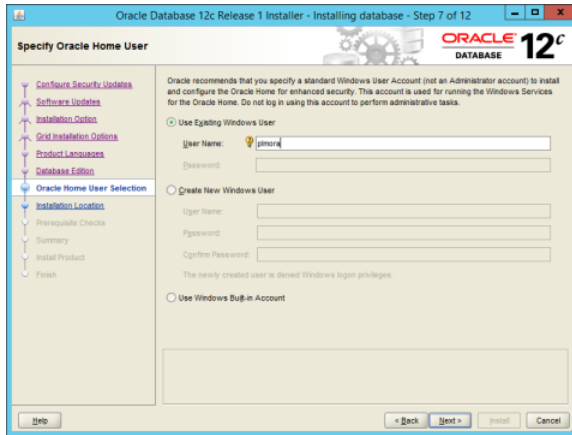 Oracle Database 12c Release 1 Installer - Installing database - Step 7 of 12
Specify Oracle Home User
ORACLE
DATABASE
12c
Configure Security Updates
Software Updates
Installation Option
Grid Installation Options
Product Languages
Database Edition
Oracle Home User Selection
Installation Location
Prerequisite Checks
Summary
Install Product
Finish
Oracle recommends that you specify a standard Windows User Account (not an Administrator account) to install
and configure the Oracle Home for enhanced security. This account is used for running the Windows Services
for the Oracle Home. Do not log in using this account to perform administrative tasks.
Use Existing Windows User
User Name:
plmora
Password:
Create New Windows User
User Name:
Password:
Confirm Password:
The newly created user is denied Windows logon privileges.
Use Windows Built-in Account
Help
< Back
Next >
Install
Cancel